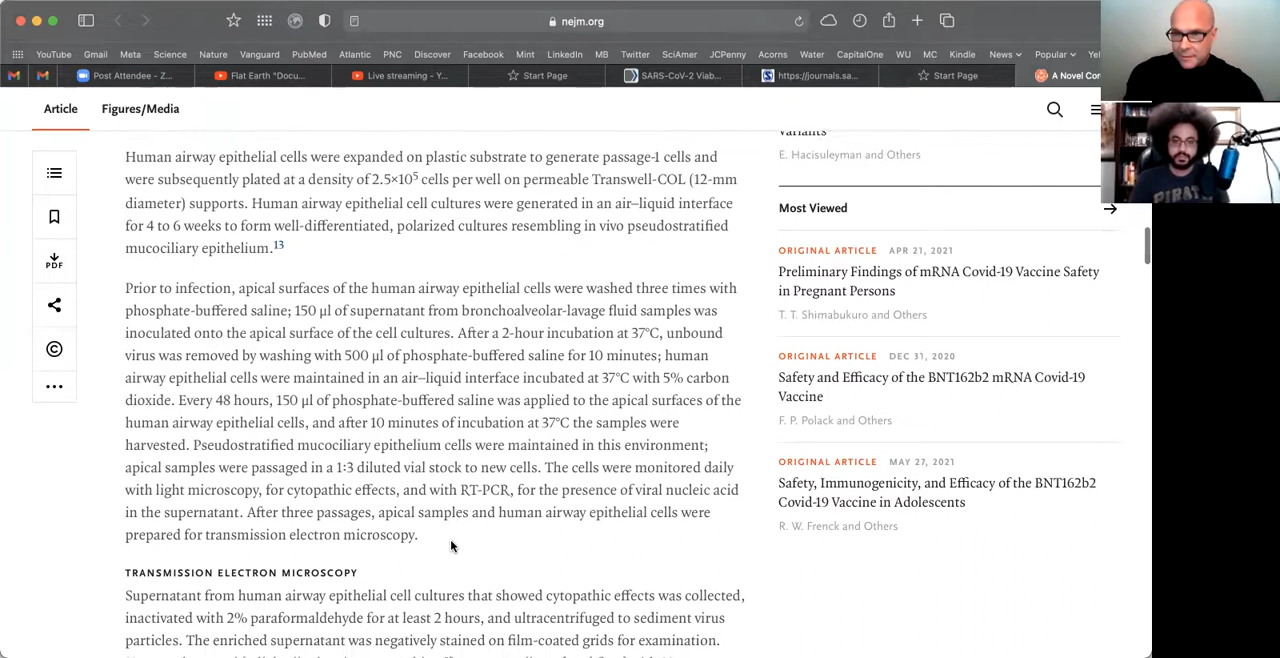 nejm.org
YouTube Gmail Meta Science Nature Vanguard PubMed Atlantic PNC Discover Facebook Mint LinkedIn MB Twitter SciAmer JCPenny Acorns Water CapitalOne WU MC Kindle News Popular Yel
Post Attendee - Z... Flat Earth "Docu... Live streaming - Y... Start Page SARS-CoV-2 Viab... https://journals.sa... Start Page A Novel Cor
Article Figures/Media
PDF
Human airway epithelial cells were expanded on plastic substrate to generate passage-1 cells and
were subsequently plated at a density of 2.5×10⁵ cells per well on permeable Transwell-COL (12-mm
diameter) supports. Human airway epithelial cell cultures were generated in an air–liquid interface
for 4 to 6 weeks to form well-differentiated, polarized cultures resembling in vivo pseudostratified
mucociliary epithelium.¹³
Prior to infection, apical surfaces of the human airway epithelial cells were washed three times with
phosphate-buffered saline; 150 μl of supernatant from bronchoalveolar-lavage fluid samples was
inoculated onto the apical surface of the cell cultures. After a 2-hour incubation at 37°C, unbound
virus was removed by washing with 500 μl of phosphate-buffered saline for 10 minutes; human
airway epithelial cells were maintained in an air–liquid interface incubated at 37°C with 5% carbon
dioxide. Every 48 hours, 150 μl of phosphate-buffered saline was applied to the apical surfaces of the
human airway epithelial cells, and after 10 minutes of incubation at 37°C the samples were
harvested. Pseudostratified mucociliary epithelium cells were maintained in this environment;
apical samples were passaged in a 1:3 diluted vial stock to new cells. The cells were monitored daily
with light microscopy, for cytopathic effects, and with RT-PCR, for the presence of viral nucleic acid
in the supernatant. After three passages, apical samples and human airway epithelial cells were
prepared for transmission electron microscopy.
TRANSMISSION ELECTRON MICROSCOPY
Supernatant from human airway epithelial cell cultures that showed cytopathic effects was collected,
inactivated with 2% paraformaldehyde for at least 2 hours, and ultracentrifuged to sediment virus
particles. The enriched supernatant was negatively stained on film-coated grids for examination.
Variants
E. Hacisuleyman and Others
Most Viewed
ORIGINAL ARTICLE APR 21, 2021
Preliminary Findings of mRNA Covid-19 Vaccine Safety
in Pregnant Persons
T. T. Shimabukuro and Others
ORIGINAL ARTICLE DEC 31, 2020
Safety and Efficacy of the BNT162b2 mRNA Covid-19
Vaccine
F. P. Polack and Others
ORIGINAL ARTICLE MAY 27, 2021
Safety, Immunogenicity, and Efficacy of the BNT162b2
Covid-19 Vaccine in Adolescents
R. W. Frenck and Others
PIRAT